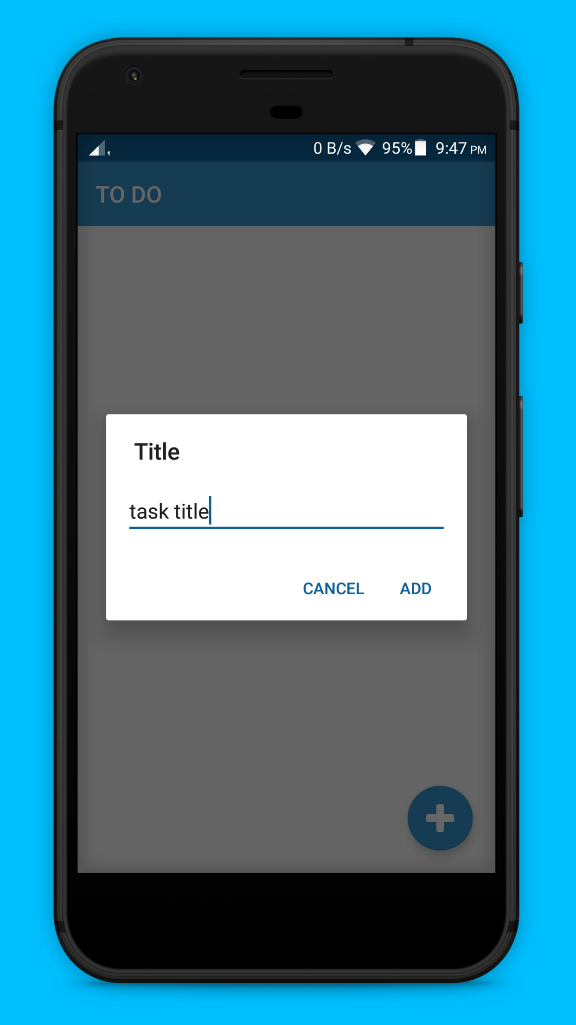 0 B/s 95% 9:47 PM
TO DO
Title
task title
CANCEL ADD